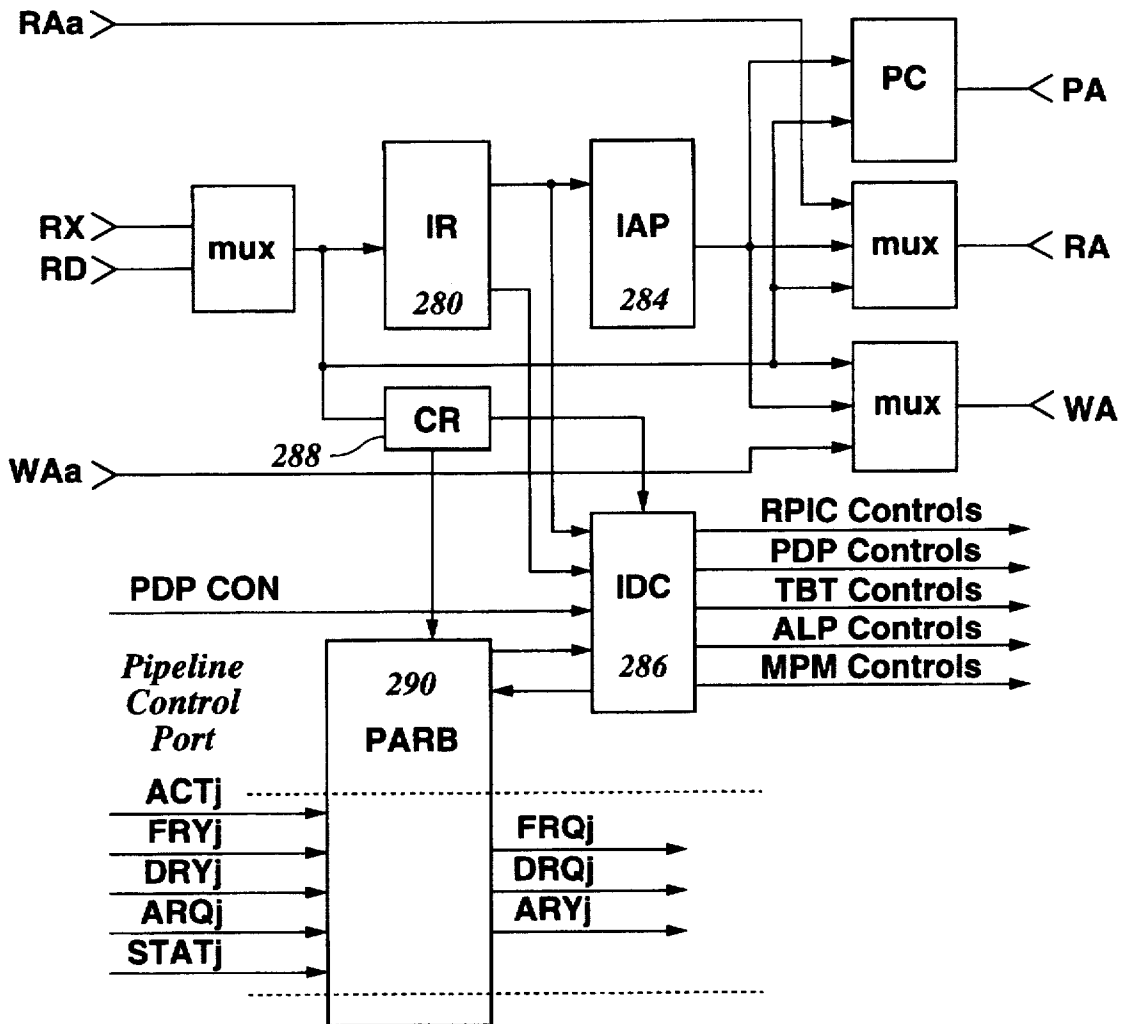 RAa
PC
PA
RX
RD
mux
IR
280
IAP
284
mux
RA
CR
288
mux
WA
WAa
RPIC Controls
PDP Controls
TBT Controls
ALP Controls
MPM Controls
PDP CON
IDC
286
Pipeline
Control
Port
290
PARB
ACTj
FRYj
DRYj
ARQj
STATj
FRQj
DRQj
ARYj